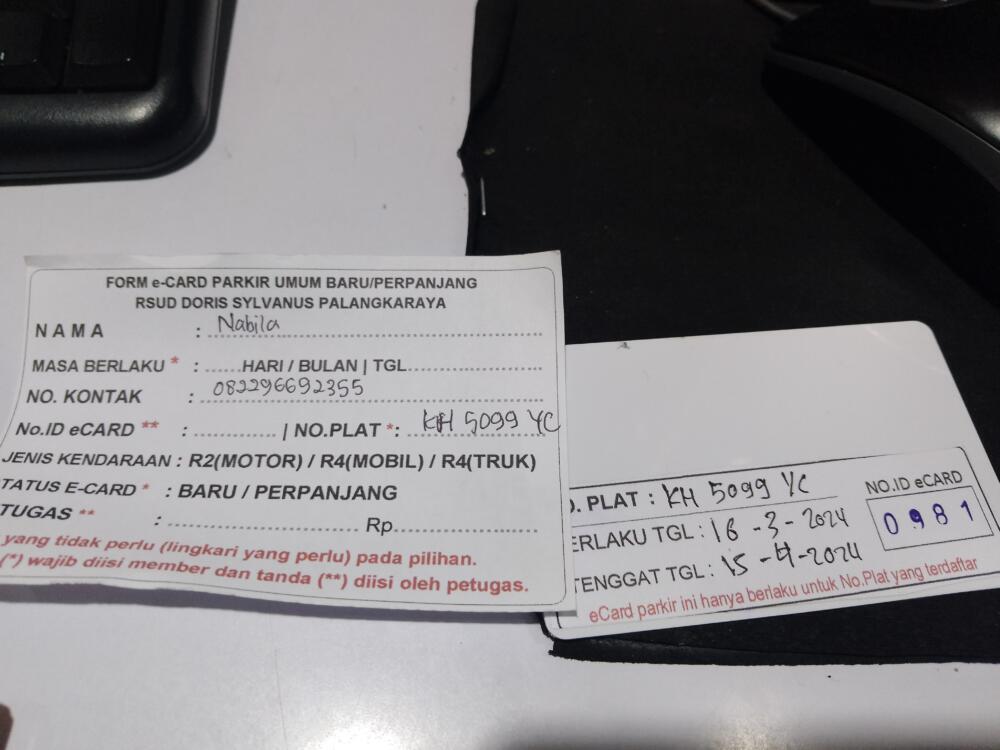 FORM e-CARD PARKIR UMUM BARU/PERPANJANG
RSUD DORIS SYLVANUS PALANGKARAYA
N A M A : Nabila
MASA BERLAKU * : ......HARI / BULAN | TGL........................
NO. KONTAK : 082296692355
No.ID eCARD ** : .............. | NO.PLAT *: KH 5099 YC
JENIS KENDARAAN : R2(MOTOR) / R4(MOBIL) / R4(TRUK)
TATUS E-CARD * : BARU / PERPANJANG
TUGAS ** : ........................... Rp.........................
yang tidak perlu (lingkari yang perlu) pada pilihan.
(*) wajib diisi member dan tanda (**) diisi oleh petugas.
. PLAT : KH 5099 YC
ERLAKU TGL : 16 - 3 - 2024
TENGGAT TGL : 15 - 4 - 2024
NO.ID eCARD
0981
eCard parkir ini hanya berlaku untuk No.Plat yang terdaftar